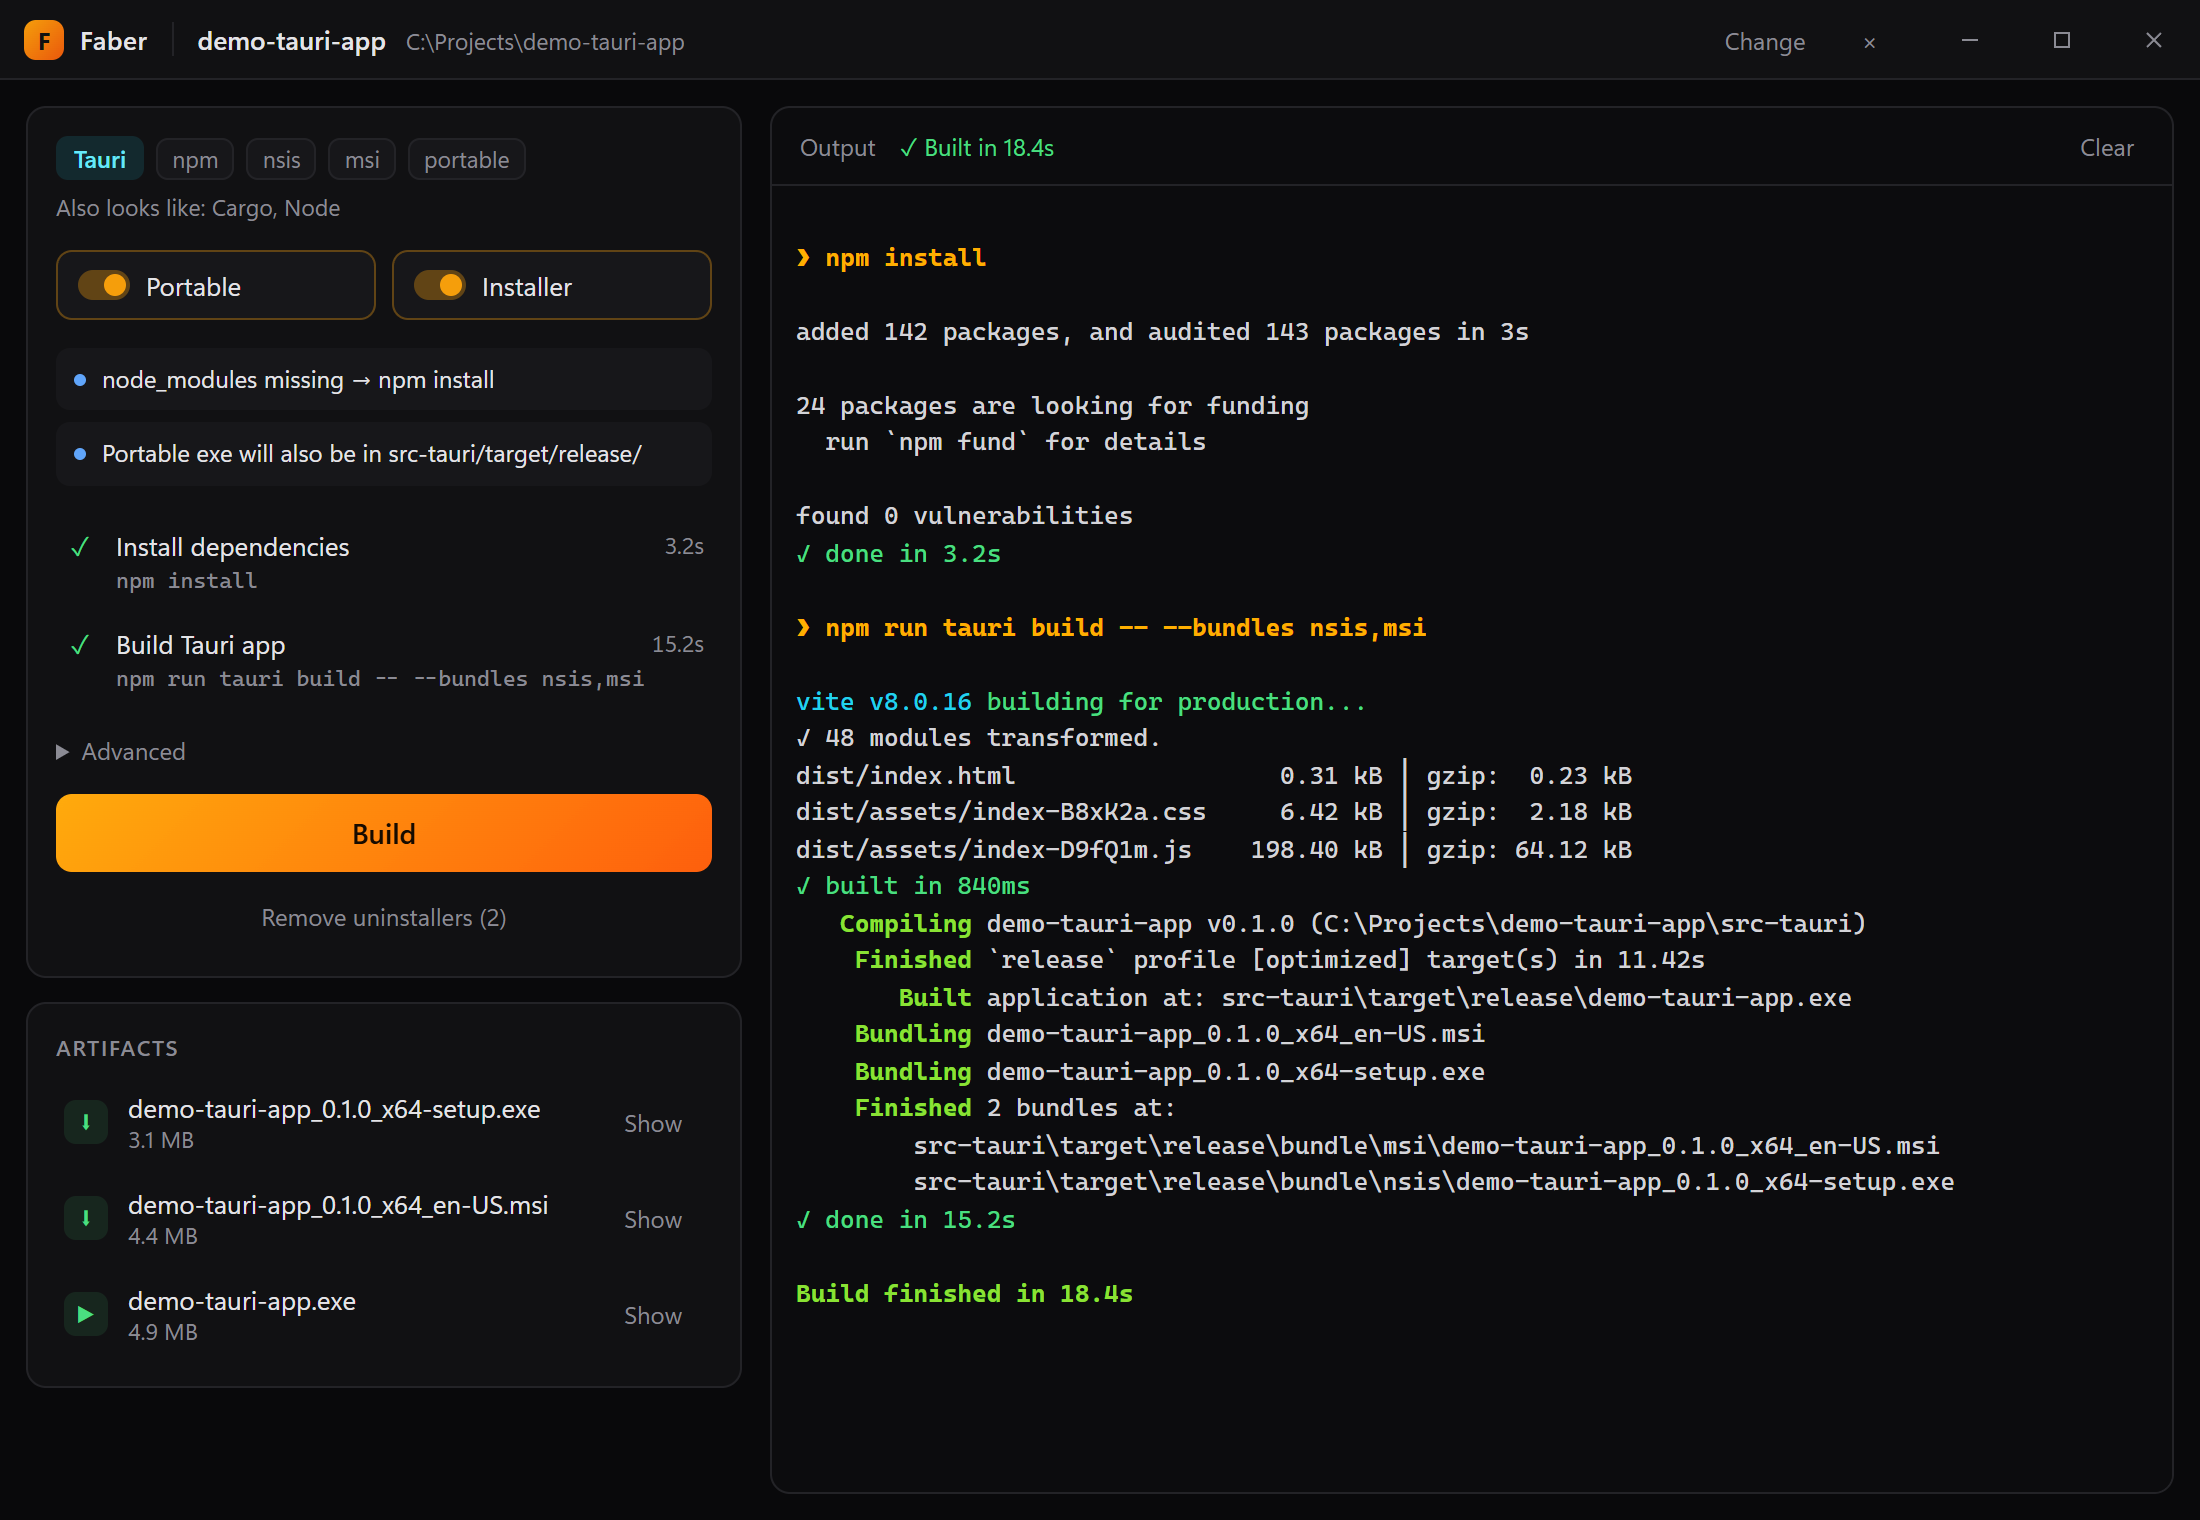 F Faber demo-tauri-app C:\Projects\demo-tauri-app Change × 
Tauri npm nsis msi portable
Also looks like: Cargo, Node
Portable Installer
node_modules missing → npm install
Portable exe will also be in src-tauri/target/release/
✓ Install dependencies 3.2s
npm install
✓ Build Tauri app 15.2s
npm run tauri build -- --bundles nsis,msi
▶ Advanced
Build
Remove uninstallers (2)
ARTIFACTS
demo-tauri-app_0.1.0_x64-setup.exe
3.1 MB
Show
demo-tauri-app_0.1.0_x64_en-US.msi
4.4 MB
Show
demo-tauri-app.exe
4.9 MB
Show
Output ✓ Built in 18.4s Clear
❯ npm install
added 142 packages, and audited 143 packages in 3s
24 packages are looking for funding
run `npm fund` for details
found 0 vulnerabilities
✓ done in 3.2s
❯ npm run tauri build -- --bundles nsis,msi
vite v8.0.16 building for production...
✓ 48 modules transformed.
dist/index.html 0.31 kB │ gzip: 0.23 kB
dist/assets/index-B8xK2a.css 6.42 kB │ gzip: 2.18 kB
dist/assets/index-D9fQ1m.js 198.40 kB │ gzip: 64.12 kB
✓ built in 840ms
Compiling demo-tauri-app v0.1.0 (C:\Projects\demo-tauri-app\src-tauri)
Finished `release` profile [optimized] target(s) in 11.42s
Built application at: src-tauri\target\release\demo-tauri-app.exe
Bundling demo-tauri-app_0.1.0_x64_en-US.msi
Bundling demo-tauri-app_0.1.0_x64-setup.exe
Finished 2 bundles at:
src-tauri\target\release\bundle\msi\demo-tauri-app_0.1.0_x64_en-US.msi
src-tauri\target\release\bundle\nsis\demo-tauri-app_0.1.0_x64-setup.exe
✓ done in 15.2s
Build finished in 18.4s